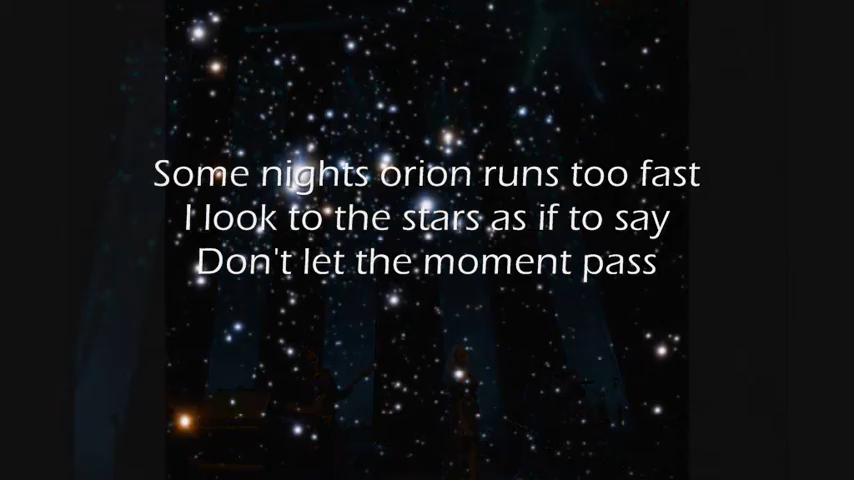 Some nights orion runs too fast
I look to the stars as if to say
Don't let the moment pass